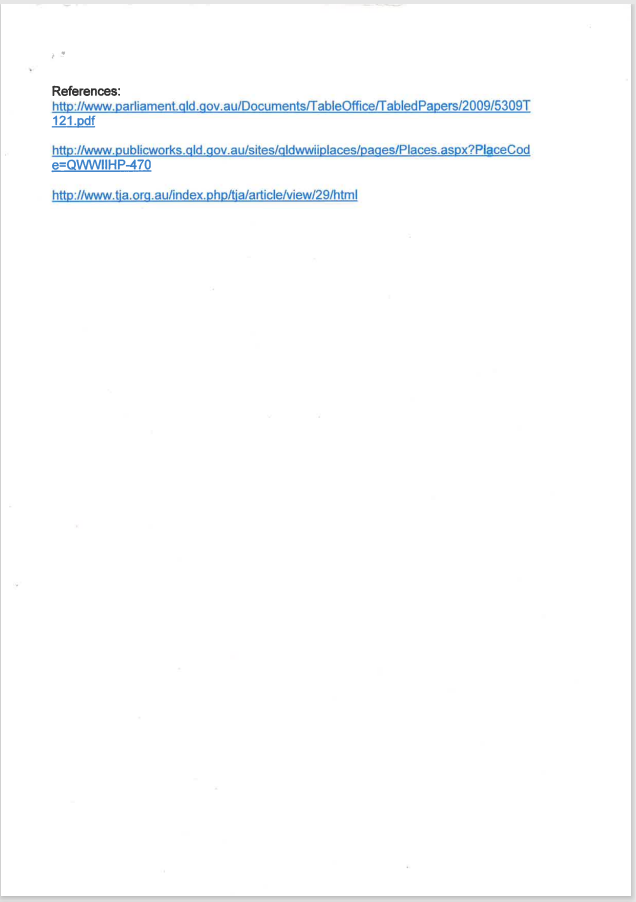 References:
http://www.parliament.qld.gov.au/Documents/TableOffice/TabledPapers/2009/5309T
121.pdf
http://www.publicworks.qld.gov.au/sites/qldwwiiplaces/pages/Places.aspx?PlaceCod
e=QWWIIHP-470
http://www.tja.org.au/index.php/tja/article/view/29/html